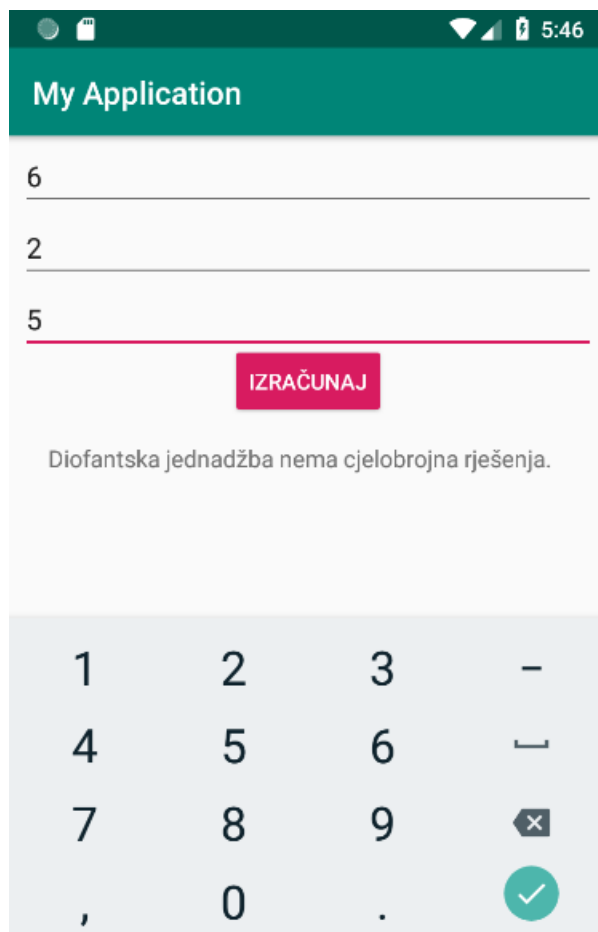 5:46
My Application
6
2
5
IZRAČUNAJ
Diofantska jednadžba nema cjelobrojna rješenja.
1 2 3 -
4 5 6
7 8 9
, 0 .